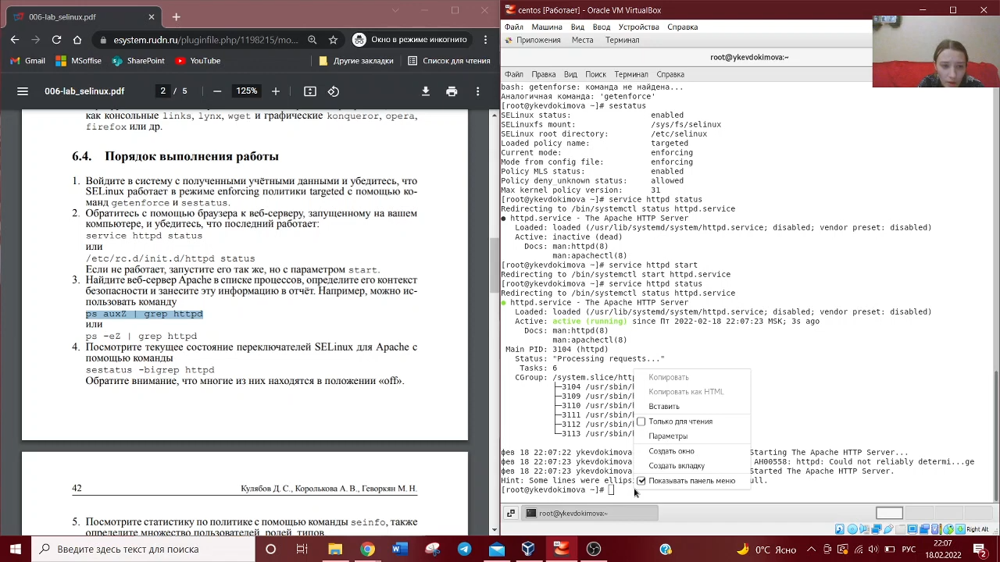 006-lab_selinux.pdf
esystem.rudn.ru/pluginfile.php/1198215/mo...
Окно в режиме инкогнито
Gmail
MSoffise
SharePoint
YouTube
Другие закладки
Список для чтения
006-lab_selinux.pdf
2 / 5
125%
как консольные links, lynx, wget и графические konqueror, opera,
firefox или др.
6.4. Порядок выполнения работы
1. Войдите в систему с полученными учётными данными и убедитесь, что
SELinux работает в режиме enforcing политики targeted с помощью ко-
манд getenforce и sestatus.
2. Обратитесь с помощью браузера к веб-серверу, запущенному на вашем
компьютере, и убедитесь, что последний работает:
service httpd status
или
/etc/rc.d/init.d/httpd status
Если не работает, запустите его так же, но с параметром start.
3. Найдите веб-сервер Apache в списке процессов, определите его контекст
безопасности и занесите эту информацию в отчёт. Например, можно ис-
пользовать команду
ps auxZ | grep httpd
или
ps -eZ | grep httpd
4. Посмотрите текущее состояние переключателей SELinux для Apache с
помощью команды
sestatus -bigrep httpd
Обратите внимание, что многие из них находятся в положении «off».
42
Кулябов Д. С., Королькова А. В., Геворкян М. Н.
5. Посмотрите статистику по политике с помощью команды seinfo, также
определите множество пользователей, ролей, типов.
centos [Работает] - Oracle VM VirtualBox
Файл Машина Вид Ввод Устройства Справка
Приложения Места Терминал
root@ykevdokimova:~
Файл Правка Вид Поиск Терминал Справка
bash: getenforse: команда не найдена...
Аналогичная команда: 'getenforce'
[root@ykevdokimova ~]# sestatus
SELinux status: enabled
SELinuxfs mount: /sys/fs/selinux
SELinux root directory: /etc/selinux
Loaded policy name: targeted
Current mode: enforcing
Mode from config file: enforcing
Policy MLS status: enabled
Policy deny_unknown status: allowed
Max kernel policy version: 31
[root@ykevdokimova ~]# service httpd status
Redirecting to /bin/systemctl status httpd.service
● httpd.service - The Apache HTTP Server
Loaded: loaded (/usr/lib/systemd/system/httpd.service; disabled; vendor preset: disabled)
Active: inactive (dead)
Docs: man:httpd(8)
man:apachectl(8)
[root@ykevdokimova ~]# service httpd start
Redirecting to /bin/systemctl start httpd.service
[root@ykevdokimova ~]# service httpd status
Redirecting to /bin/systemctl status httpd.service
● httpd.service - The Apache HTTP Server
Loaded: loaded (/usr/lib/systemd/system/httpd.service; disabled; vendor preset: disabled)
Active: active (running) since Пт 2022-02-18 22:07:23 MSK; 3s ago
Docs: man:httpd(8)
man:apachectl(8)
Main PID: 3104 (httpd)
Status: "Processing requests..."
Tasks: 6
CGroup: /system.slice/http
├─3104 /usr/sbin/h
├─3109 /usr/sbin/h
├─3110 /usr/sbin/h
├─3111 /usr/sbin/h
├─3112 /usr/sbin/h
└─3113 /usr/sbin/h
фев 18 22:07:22 ykevdokimova Starting The Apache HTTP Server...
фев 18 22:07:23 ykevdokimova AH00558: httpd: Could not reliably determi...ge
фев 18 22:07:23 ykevdokimova Started The Apache HTTP Server.
Hint: Some lines were ellips ull.
[root@ykevdokimova ~]#
Копировать
Копировать как HTML
Вставить
Только для чтения
Параметры
Создать окно
Создать вкладку
Показывать панель меню
root@ykevdokimova:~
Right Alt
Введите здесь текст для поиска
0°C Ясно
РУС
22:07
18.02.2022
2